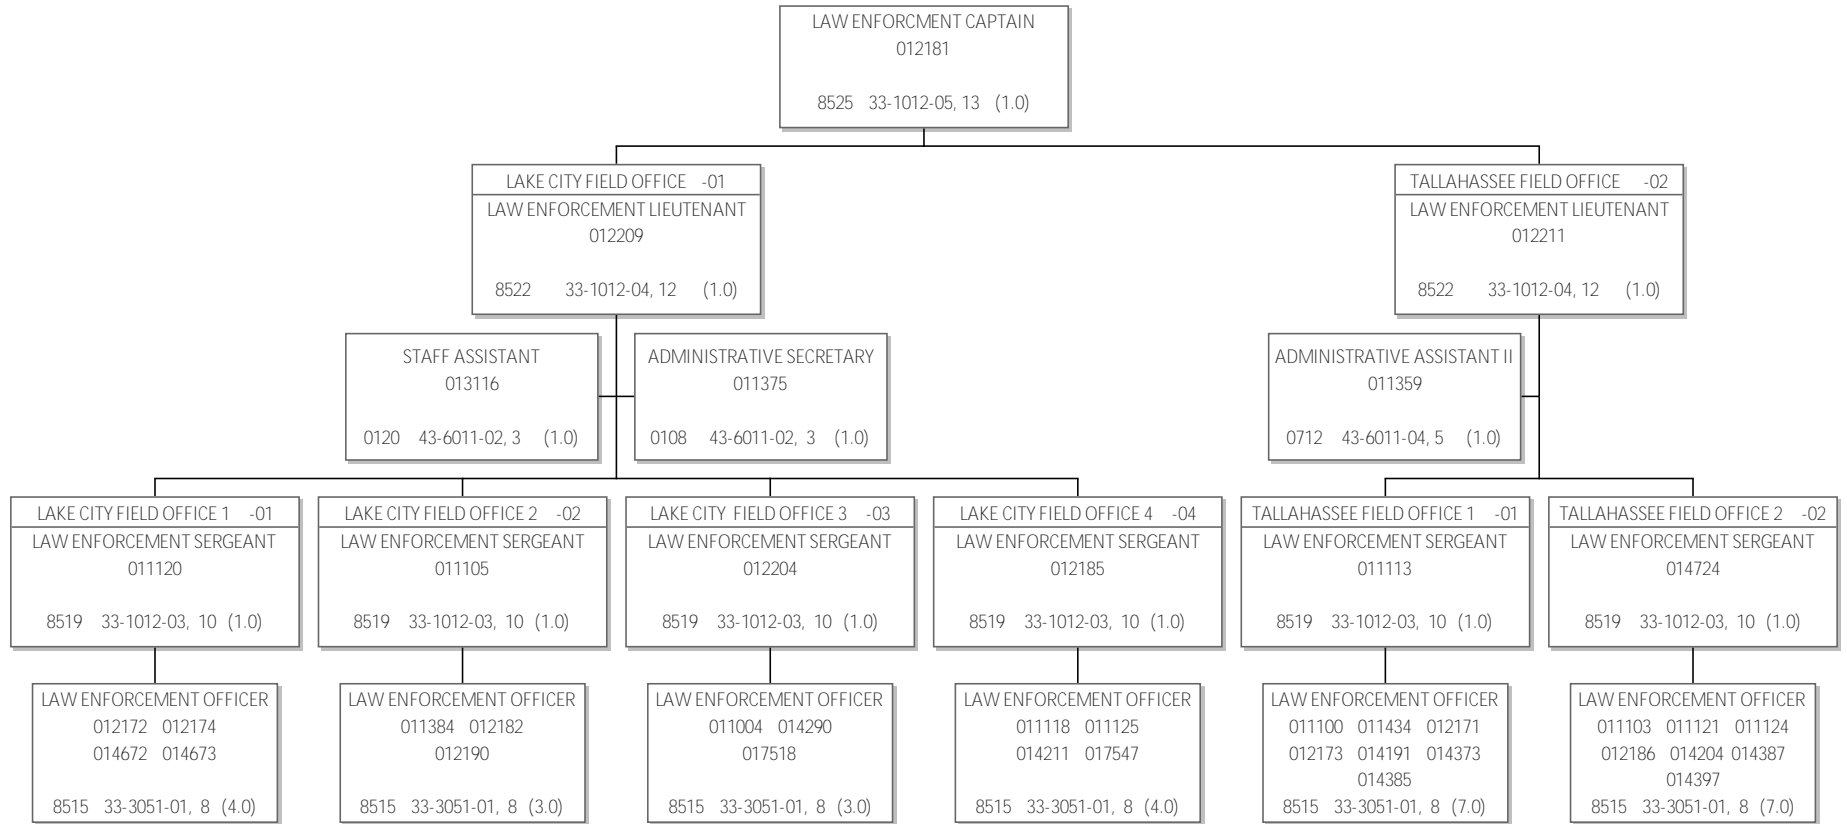 LAW ENFORCMENT CAPTAIN
012181
8525 33-1012-05, 13 (1.0)
LAKE CITY FIELD OFFICE -01
LAW ENFORCEMENT LIEUTENANT
012209
8522 33-1012-04, 12 (1.0)
TALLAHASSEE FIELD OFFICE -02
LAW ENFORCEMENT LIEUTENANT
012211
8522 33-1012-04, 12 (1.0)
STAFF ASSISTANT
013116
0120 43-6011-02, 3 (1.0)
ADMINISTRATIVE SECRETARY
011375
0108 43-6011-02, 3 (1.0)
ADMINISTRATIVE ASSISTANT II
011359
0712 43-6011-04, 5 (1.0)
LAKE CITY FIELD OFFICE 1 -01
LAW ENFORCEMENT SERGEANT
011120
8519 33-1012-03, 10 (1.0)
LAKE CITY FIELD OFFICE 2 -02
LAW ENFORCEMENT SERGEANT
011105
8519 33-1012-03, 10 (1.0)
LAKE CITY FIELD OFFICE 3 -03
LAW ENFORCEMENT SERGEANT
012204
8519 33-1012-03, 10 (1.0)
LAKE CITY FIELD OFFICE 4 -04
LAW ENFORCEMENT SERGEANT
012185
8519 33-1012-03, 10 (1.0)
TALLAHASSEE FIELD OFFICE 1 -01
LAW ENFORCEMENT SERGEANT
011113
8519 33-1012-03, 10 (1.0)
TALLAHASSEE FIELD OFFICE 2 -02
LAW ENFORCEMENT SERGEANT
014724
8519 33-1012-03, 10 (1.0)
LAW ENFORCEMENT OFFICER
012172 012174
014672 014673
8515 33-3051-01, 8 (4.0)
LAW ENFORCEMENT OFFICER
011384 012182
012190
8515 33-3051-01, 8 (3.0)
LAW ENFORCEMENT OFFICER
011004 014290
017518
8515 33-3051-01, 8 (3.0)
LAW ENFORCEMENT OFFICER
011118 011125
014211 017547
8515 33-3051-01, 8 (4.0)
LAW ENFORCEMENT OFFICER
011100 011434 012171
012173 014191 014373
014385
8515 33-3051-01, 8 (7.0)
LAW ENFORCEMENT OFFICER
011103 011121 011124
012186 014204 014387
014397
8515 33-3051-01, 8 (7.0)